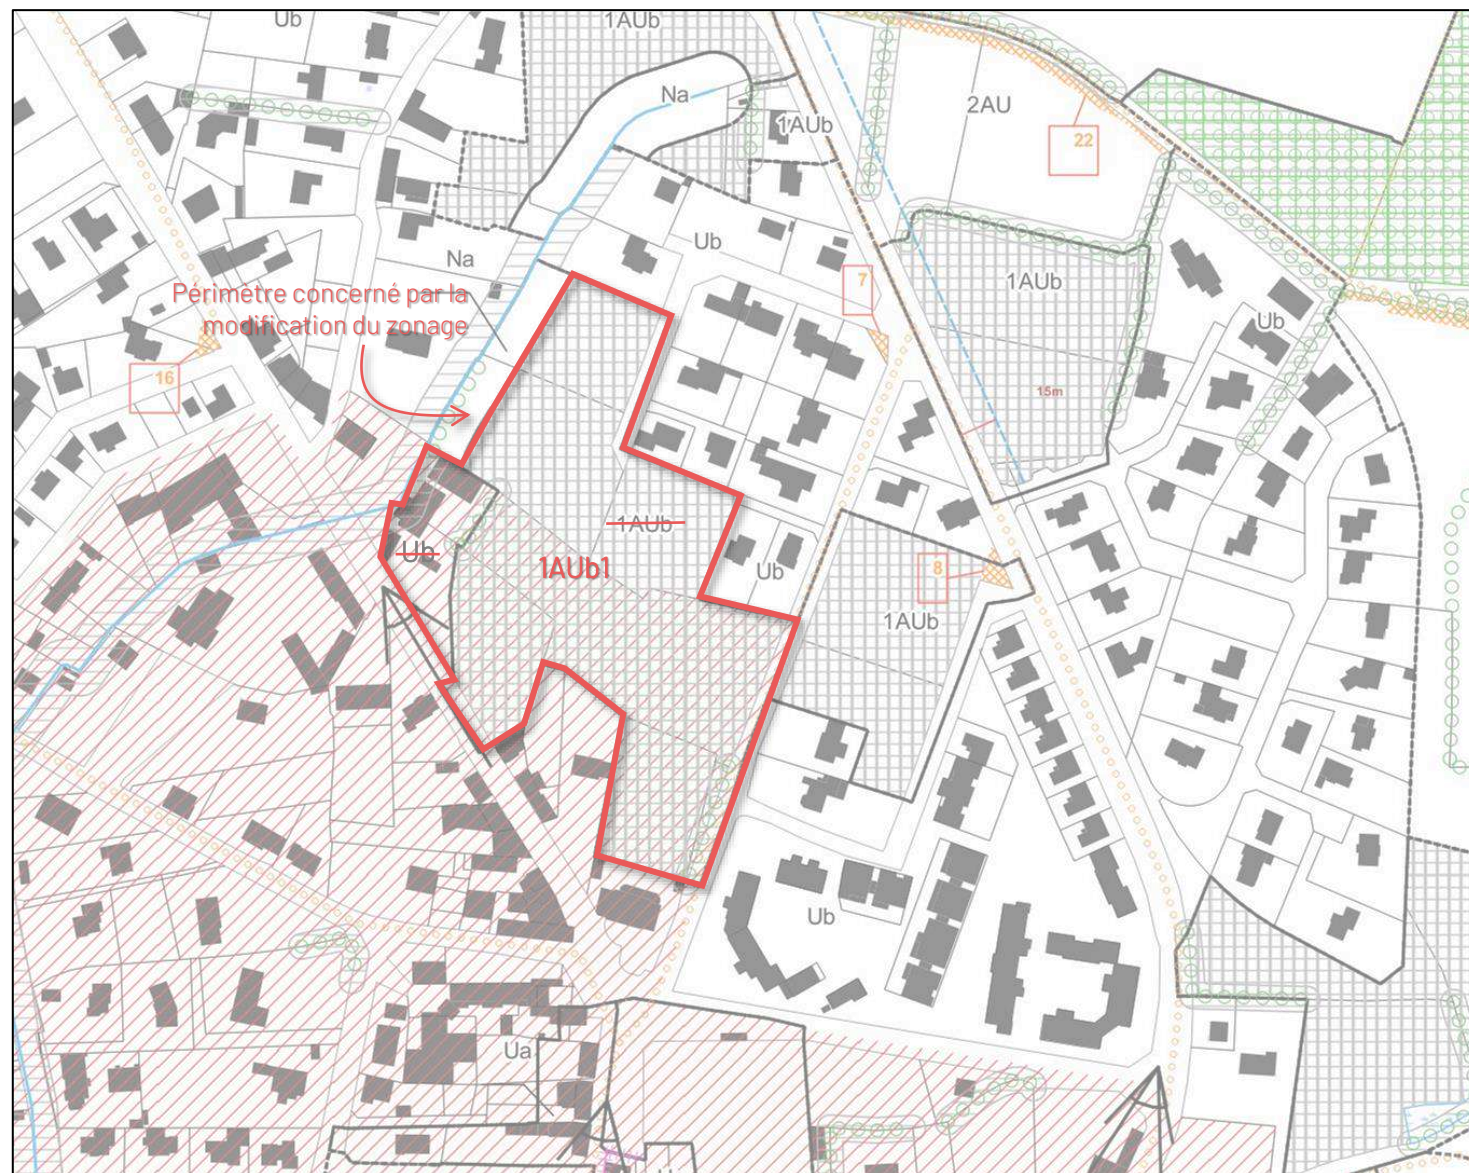 Ub
1AUb
Na
1AUb
2AU
22
Ub
Na
1AUb
7
Périmètre concerné par la
modification du zonage
Ub
16
15m
1AUb
Ub
1AUb1
Ub
8
1AUb
Ub
Ua